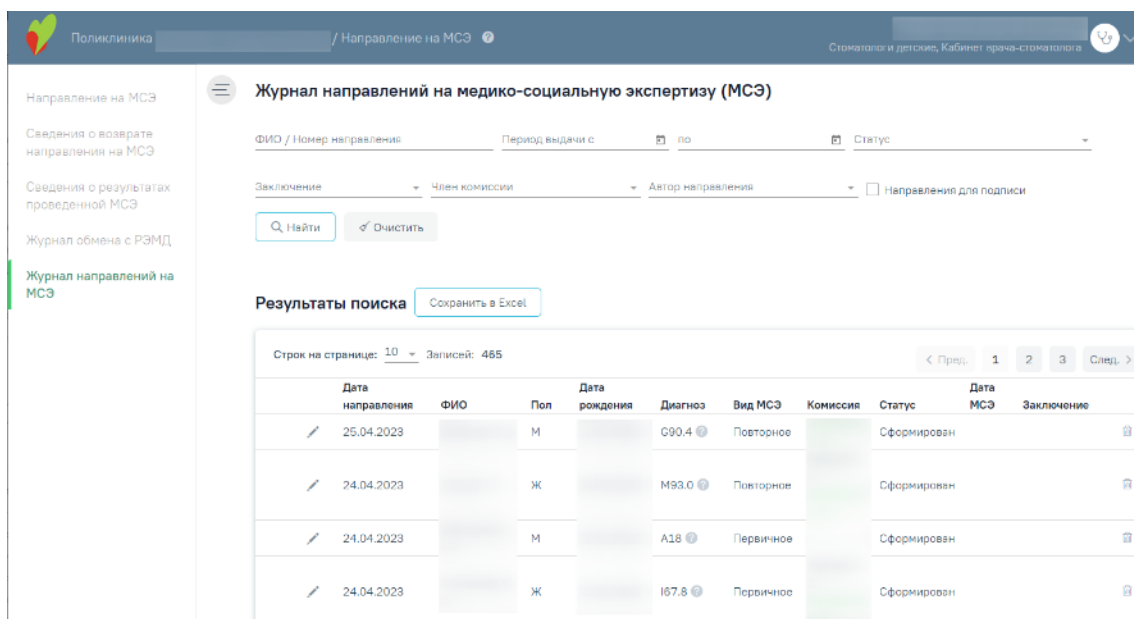 Поликлиника / Направление на МСЭ ?
Стоматологи детские, Кабинет врача-стоматолога
Направление на МСЭ
Сведения о возврате
направления на МСЭ
Сведения о результатах
проведенной МСЭ
Журнал обмена с РЭМД
Журнал направлений на
МСЭ
Журнал направлений на медико-социальную экспертизу (МСЭ)
ФИО / Номер направления Период выдачи с по Статус
Заключение Член комиссии Автор направления Направления для подписи
Найти Очистить
Результаты поиска Сохранить в Excel
Строк на странице: 10 Записей: 465 < Пред. 1 2 3 След. >
Дата направления ФИО Пол Дата рождения Диагноз Вид МСЭ Комиссия Статус Дата МСЭ Заключение
25.04.2023 М G90.4 ? Повторное Сформирован
24.04.2023 Ж M93.0 ? Повторное Сформирован
24.04.2023 М A18 ? Первичное Сформирован
24.04.2023 Ж I67.8 ? Первичное Сформирован